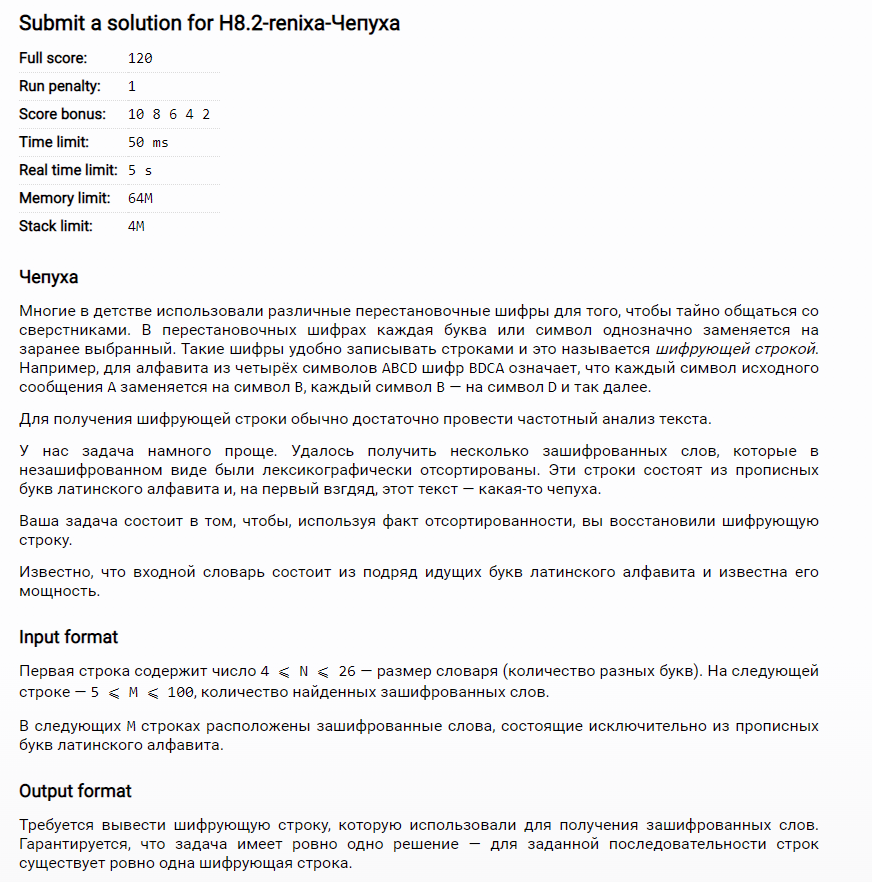 Submit a solution for H8.2-renixa-Чепуха
Full score: 120
Run penalty: 1
Score bonus: 10 8 6 4 2
Time limit: 50 ms
Real time limit: 5 s
Memory limit: 64M
Stack limit: 4M
Чепуха
Многие в детстве использовали различные перестановочные шифры для того, чтобы тайно общаться со
сверстниками. В перестановочных шифрах каждая буква или символ однозначно заменяется на
заранее выбранный. Такие шифры удобно записывать строками и это называется шифрующей строкой.
Например, для алфавита из четырёх символов ABCD шифр BDCA означает, что каждый символ исходного
сообщения A заменяется на символ B, каждый символ B — на символ D и так далее.
Для получения шифрующей строки обычно достаточно провести частотный анализ текста.
У нас задача намного проще. Удалось получить несколько зашифрованных слов, которые в
незашифрованном виде были лексикографически отсортированы. Эти строки состоят из прописных
букв латинского алфавита и, на первый взгдяд, этот текст — какая-то чепуха.
Ваша задача состоит в том, чтобы, используя факт отсортированности, вы восстановили шифрующую
строку.
Известно, что входной словарь состоит из подряд идущих букв латинского алфавита и известна его
мощность.
Input format
Первая строка содержит число 4 ⩽ N ⩽ 26 — размер словаря (количество разных букв). На следующей
строке — 5 ⩽ M ⩽ 100, количество найденных зашифрованных слов.
В следующих M строках расположены зашифрованные слова, состоящие исключительно из прописных
букв латинского алфавита.
Output format
Требуется вывести шифрующую строку, которую использовали для получения зашифрованных слов.
Гарантируется, что задача имеет ровно одно решение — для заданной последовательности строк
существует ровно одна шифрующая строка.